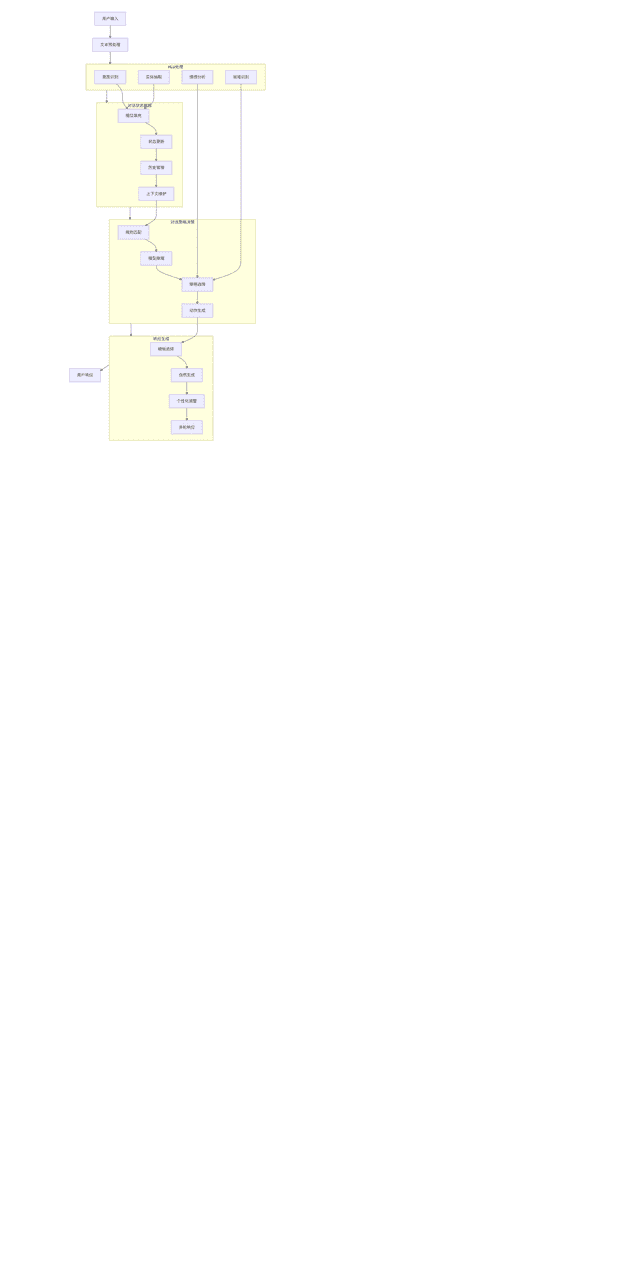 用户输入
文本预处理
NLU处理
意图识别
实体抽取
情感分析
领域识别
对话状态跟踪
槽位填充
状态更新
历史管理
上下文维护
对话策略决策
规则匹配
模型推理
策略选择
动作生成
响应生成
模板选择
用户响应
自然生成
个性化调整
多轮响应